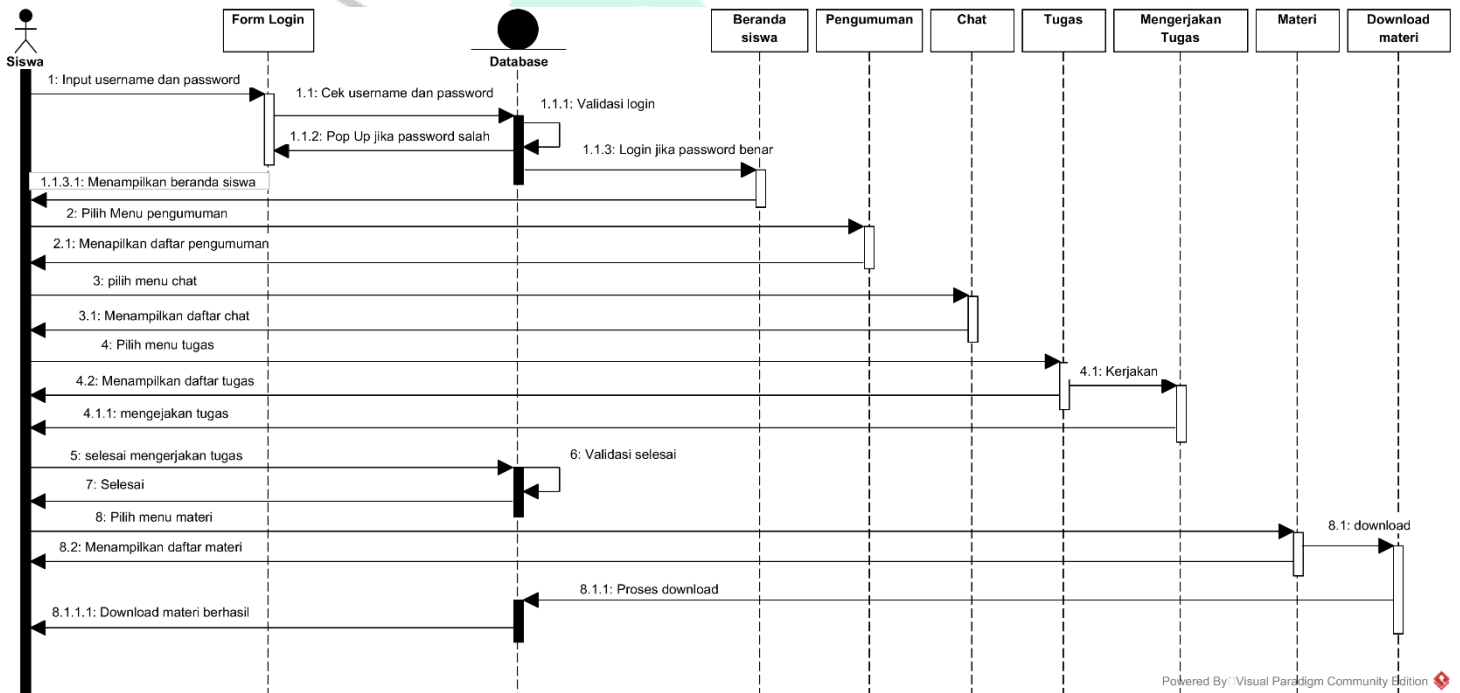 Siswa
Form Login
Database
Beranda
siswa
Pengumuman
Chat
Tugas
Mengerjakan
Tugas
Materi
Download
materi
1: Input username dan password
1.1: Cek username dan password
1.1.1: Validasi login
1.1.2: Pop Up jika password salah
1.1.3: Login jika password benar
1.1.3.1: Menampilkan beranda siswa
2: Pilih Menu pengumuman
2.1: Menapilkan daftar pengumuman
3: pilih menu chat
3.1: Menampilkan daftar chat
4: Pilih menu tugas
4.1: Kerjakan
4.2: Menampilkan daftar tugas
4.1.1: mengejakan tugas
5: selesai mengerjakan tugas
6: Validasi selesai
7: Selesai
8: Pilih menu materi
8.1: download
8.2: Menampilkan daftar materi
8.1.1: Proses download
8.1.1.1: Download materi berhasil
Powered By Visual Paradigm Community Edition